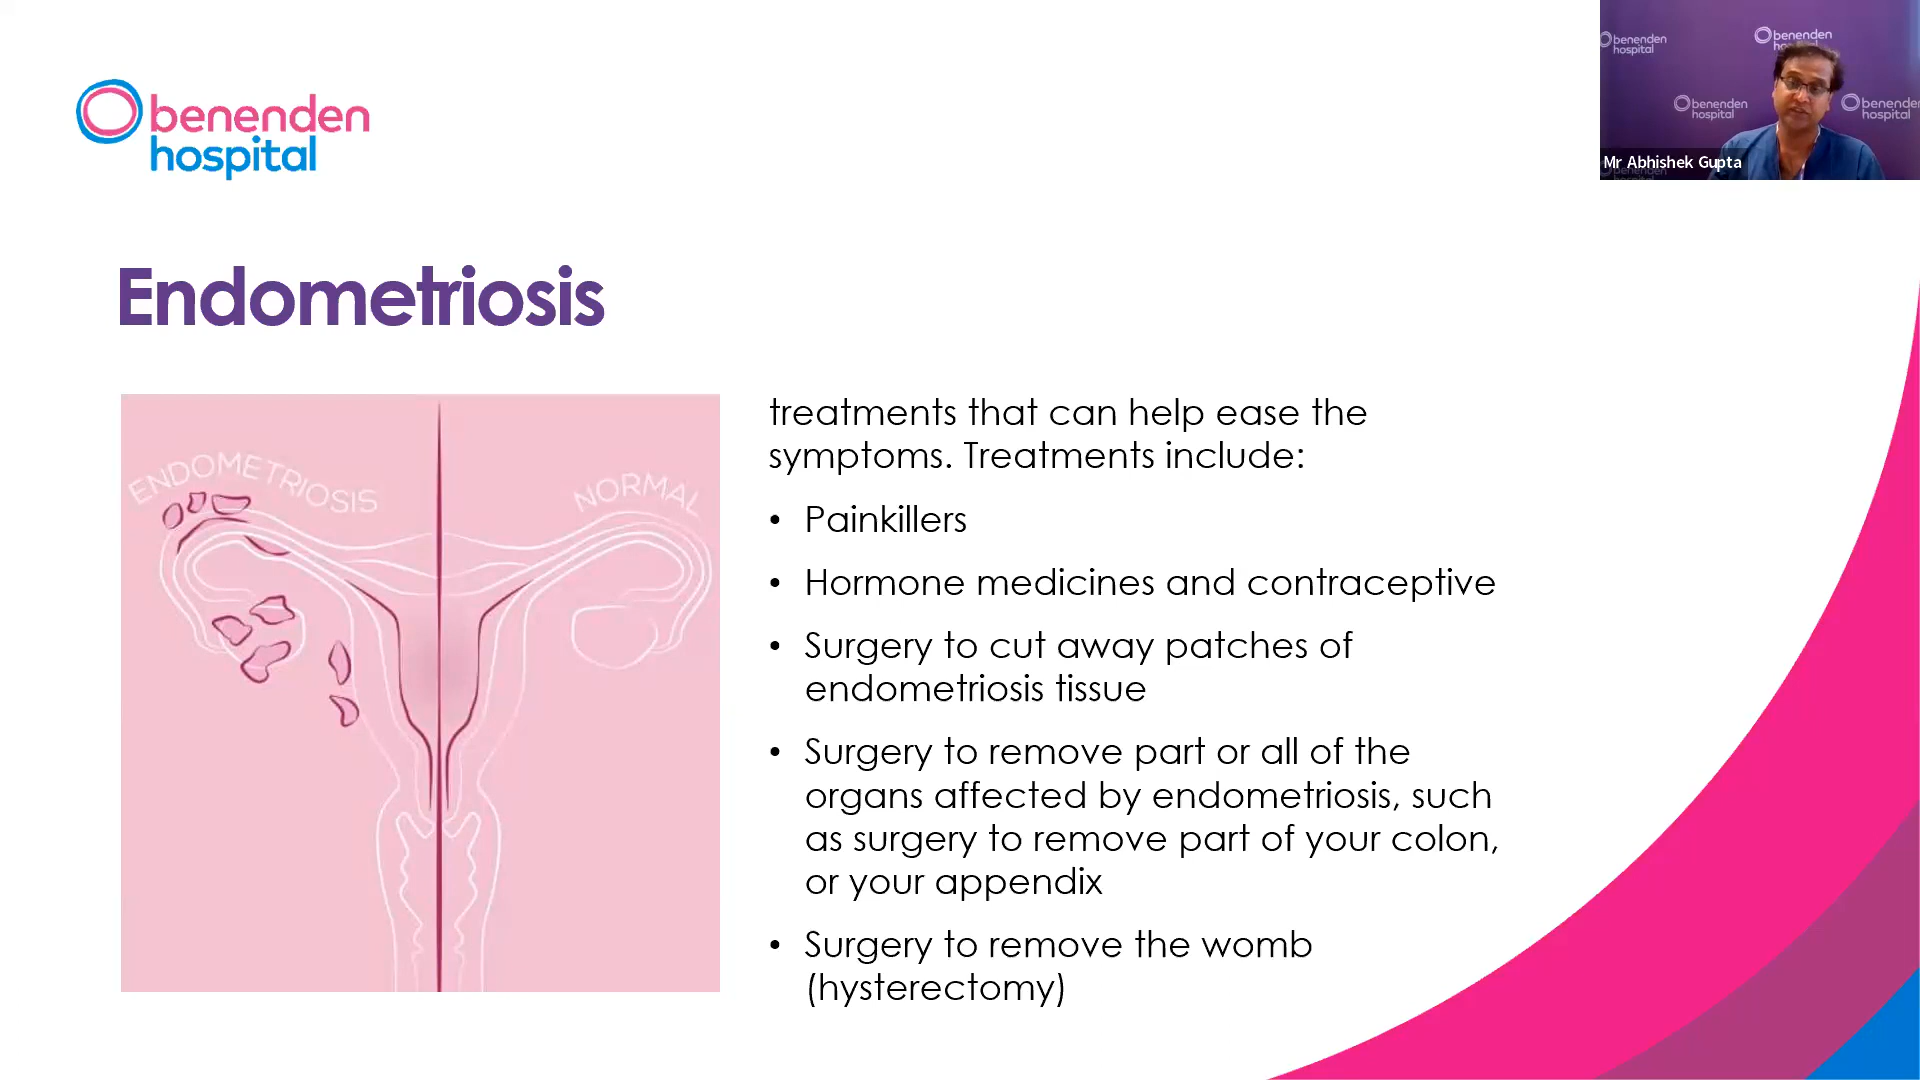 benenden
hospital
benenden
hospital
benenden
benenden
hospital
benenden
hospital
Mr Abhishek Gupta
Endometriosis
ENDOMETRIOSIS
NORMAL
treatments that can help ease the
symptoms. Treatments include:
• Painkillers
• Hormone medicines and contraceptive
• Surgery to cut away patches of
endometriosis tissue
• Surgery to remove part or all of the
organs affected by endometriosis, such
as surgery to remove part of your colon,
or your appendix
• Surgery to remove the womb
(hysterectomy)